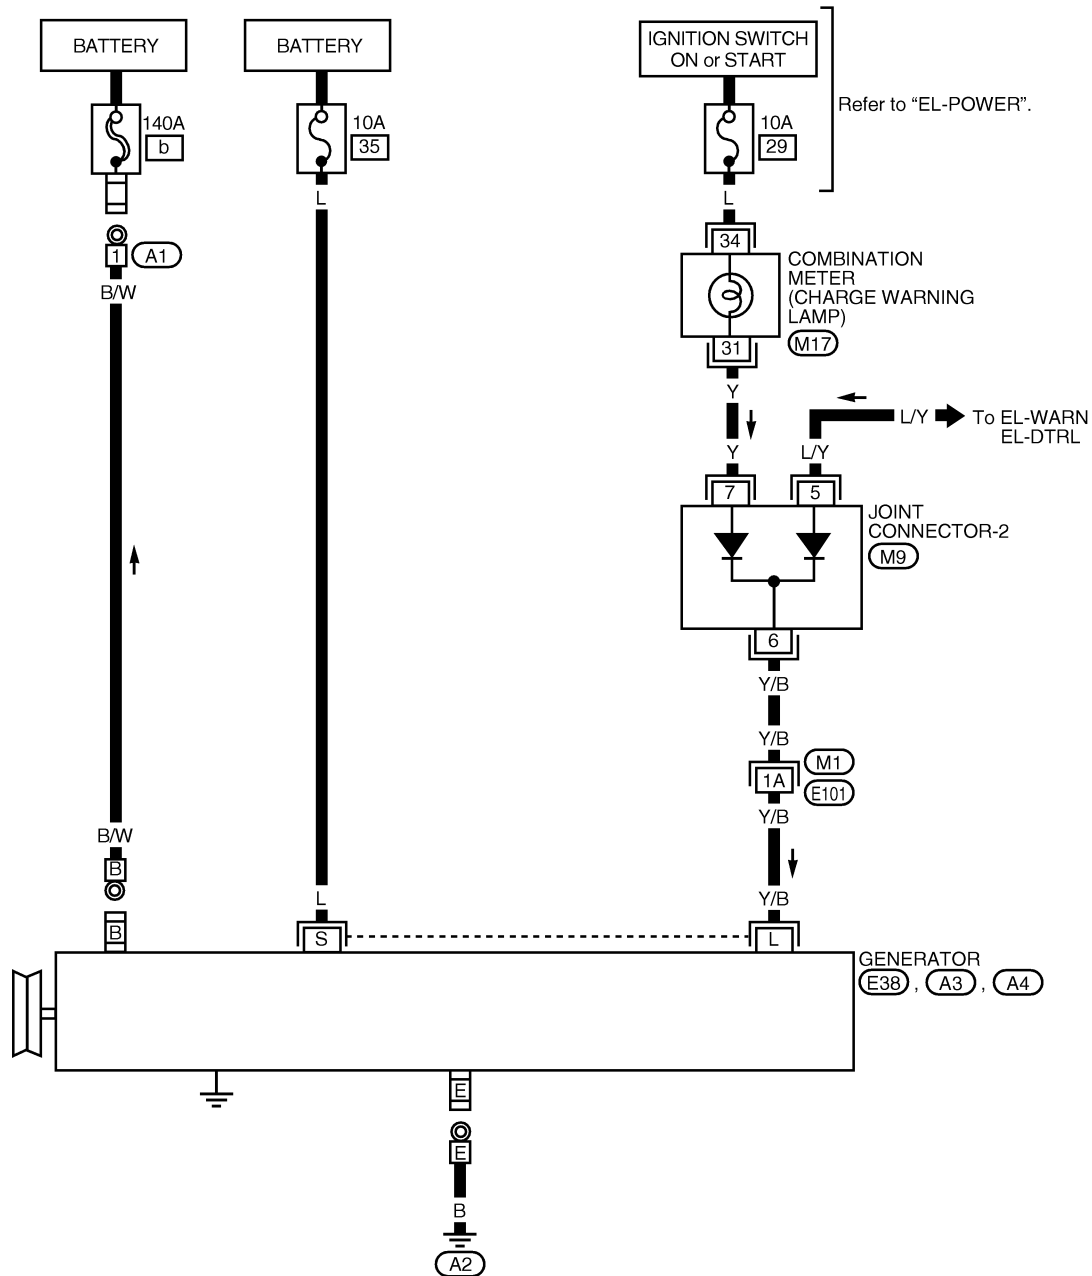 BATTERY
BATTERY
IGNITION SWITCH
ON or START
Refer to “EL-POWER”.
140A
b
10A
35
10A
29
L
L
34
1
A1
COMBINATION
METER
(CHARGE WARNING
LAMP)
B/W
31
M17
Y
L/Y
To EL-WARN
EL-DTRL
Y
L/Y
7
5
JOINT
CONNECTOR-2
M9
6
Y/B
Y/B
M1
1A
E101
Y/B
B/W
B
L
Y/B
B
S
L
GENERATOR
E38 , A3 , A4
E
E
B
A2